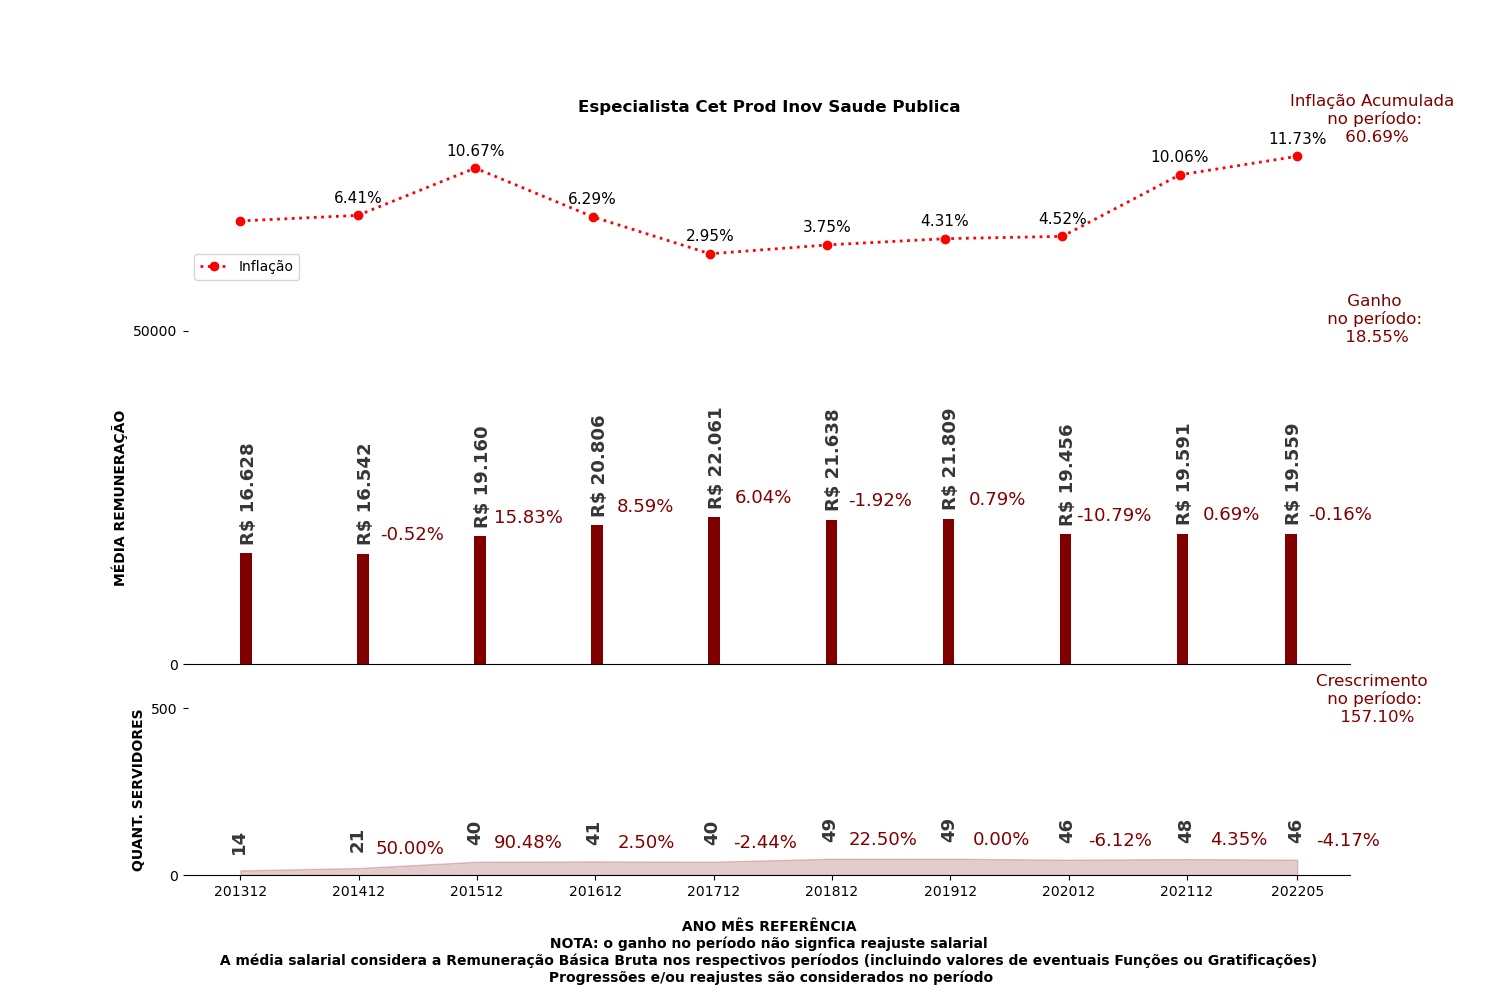 Especialista Cet Prod Inov Saude Publica
Inflação Acumulada
no período:
60.69%
6.41%
10.67%
6.29%
2.95%
3.75%
4.31%
4.52%
10.06%
11.73%
Inflação
Ganho
no período:
18.55%
50000
0
MÉDIA REMUNERAÇÃO
R$ 16.628
R$ 16.542
R$ 19.160
R$ 20.806
R$ 22.061
R$ 21.638
R$ 21.809
R$ 19.456
R$ 19.591
R$ 19.559
-0.52%
15.83%
8.59%
6.04%
-1.92%
0.79%
-10.79%
0.69%
-0.16%
Crescrimento
no período:
157.10%
500
0
QUANT. SERVIDORES
14
21
40
41
40
49
49
46
48
46
50.00%
90.48%
2.50%
-2.44%
22.50%
0.00%
-6.12%
4.35%
-4.17%
201312
201412
201512
201612
201712
201812
201912
202012
202112
202205
ANO MÊS REFERÊNCIA
NOTA: o ganho no período não signfica reajuste salarial
A média salarial considera a Remuneração Básica Bruta nos respectivos períodos (incluindo valores de eventuais Funções ou Gratificações)
Progressões e/ou reajustes são considerados no período